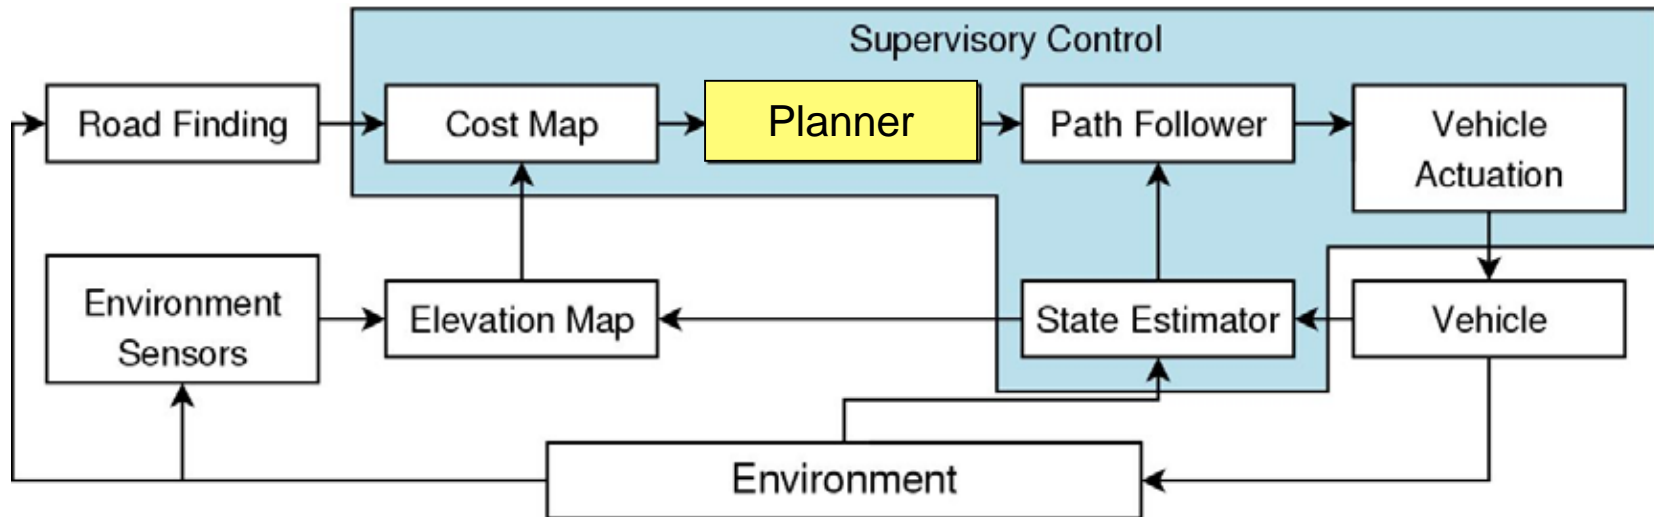 Supervisory Control
Road Finding
Cost Map
Planner
Path Follower
Vehicle
Actuation
Environment
Sensors
Elevation Map
State Estimator
Vehicle
Environment